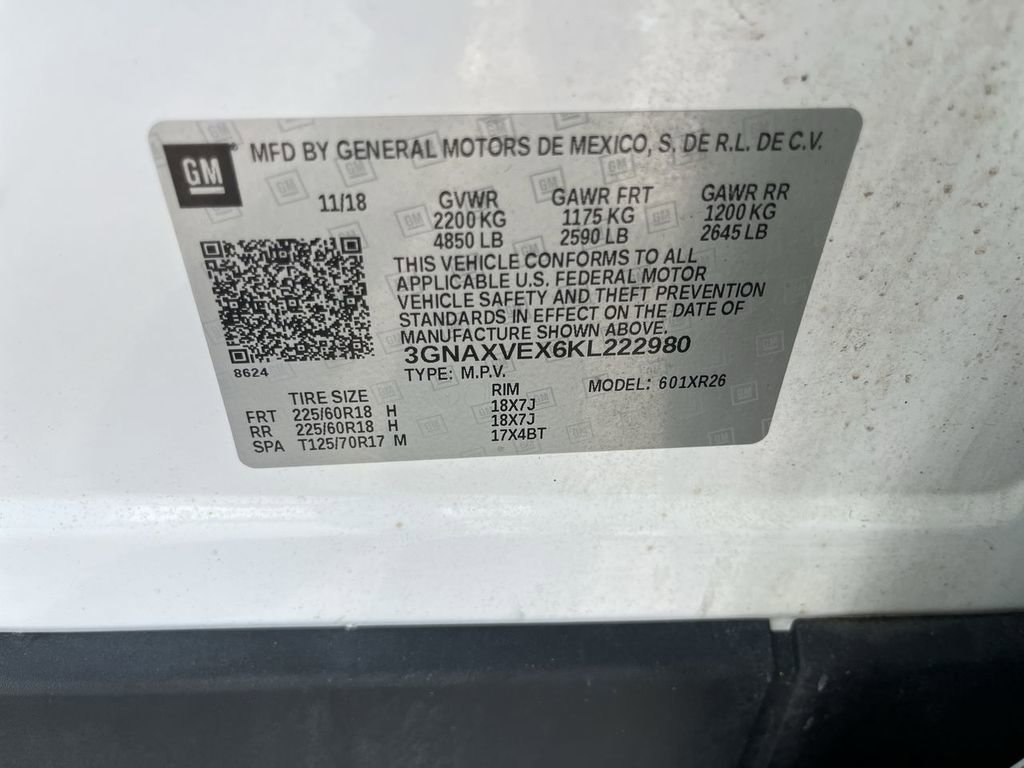 GM
MFD BY GENERAL MOTORS DE MEXICO, S. DE R.L. DE C.V.
11/18 GVWR GAWR FRT GAWR RR
2200 KG 1175 KG 1200 KG
4850 LB 2590 LB 2645 LB
THIS VEHICLE CONFORMS TO ALL
APPLICABLE U.S. FEDERAL MOTOR
VEHICLE SAFETY AND THEFT PREVENTION
STANDARDS IN EFFECT ON THE DATE OF
MANUFACTURE SHOWN ABOVE.
3GNAXVEX6KL222980
8624
TYPE: M.P.V. MODEL: 601XR26
TIRE SIZE RIM
FRT 225/60R18 H 18X7J
RR 225/60R18 H 18X7J
SPA T125/70R17 M 17X4BT